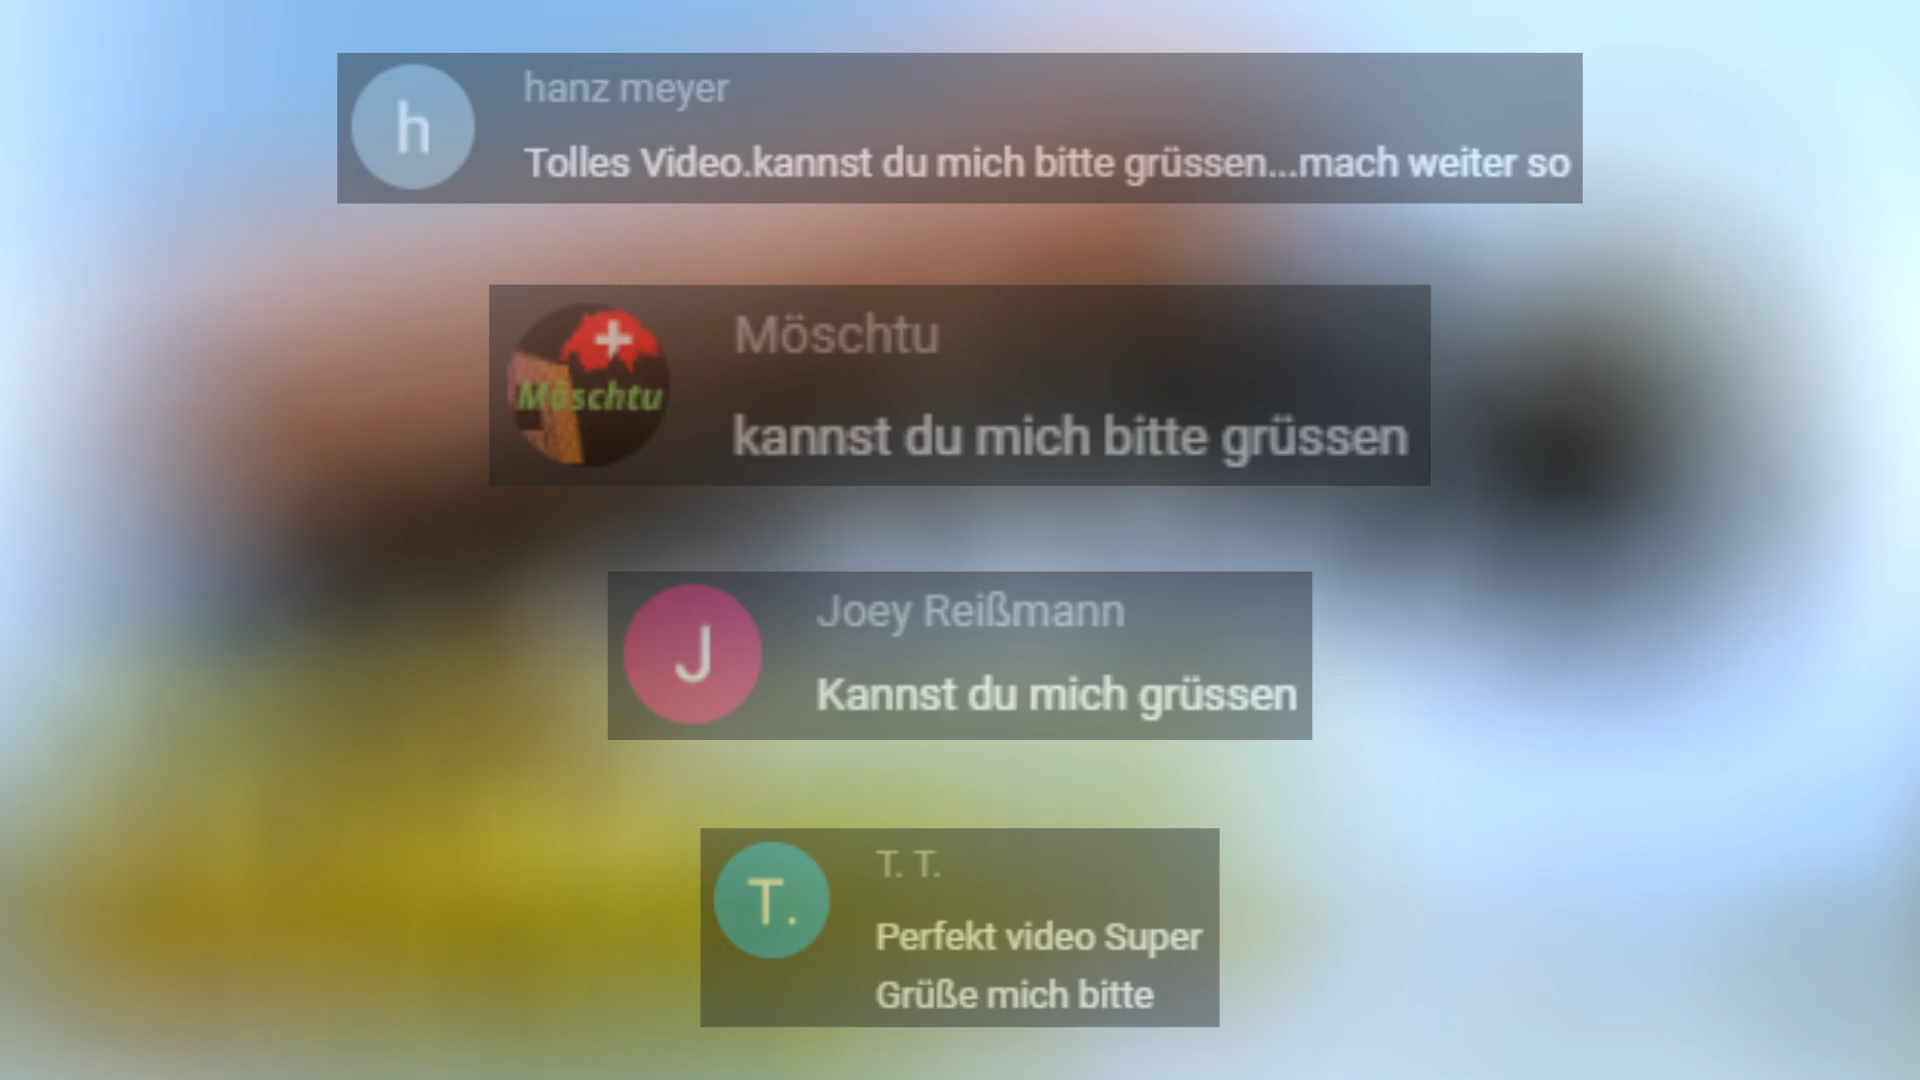 h
hanz meyer
Tolles Video.kannst du mich bitte grüssen...mach weiter so
Möschtu
Möschtu
kannst du mich bitte grüssen
J
Joey Reißmann
Kannst du mich grüssen
T.
T. T.
Perfekt video Super
Grüße mich bitte